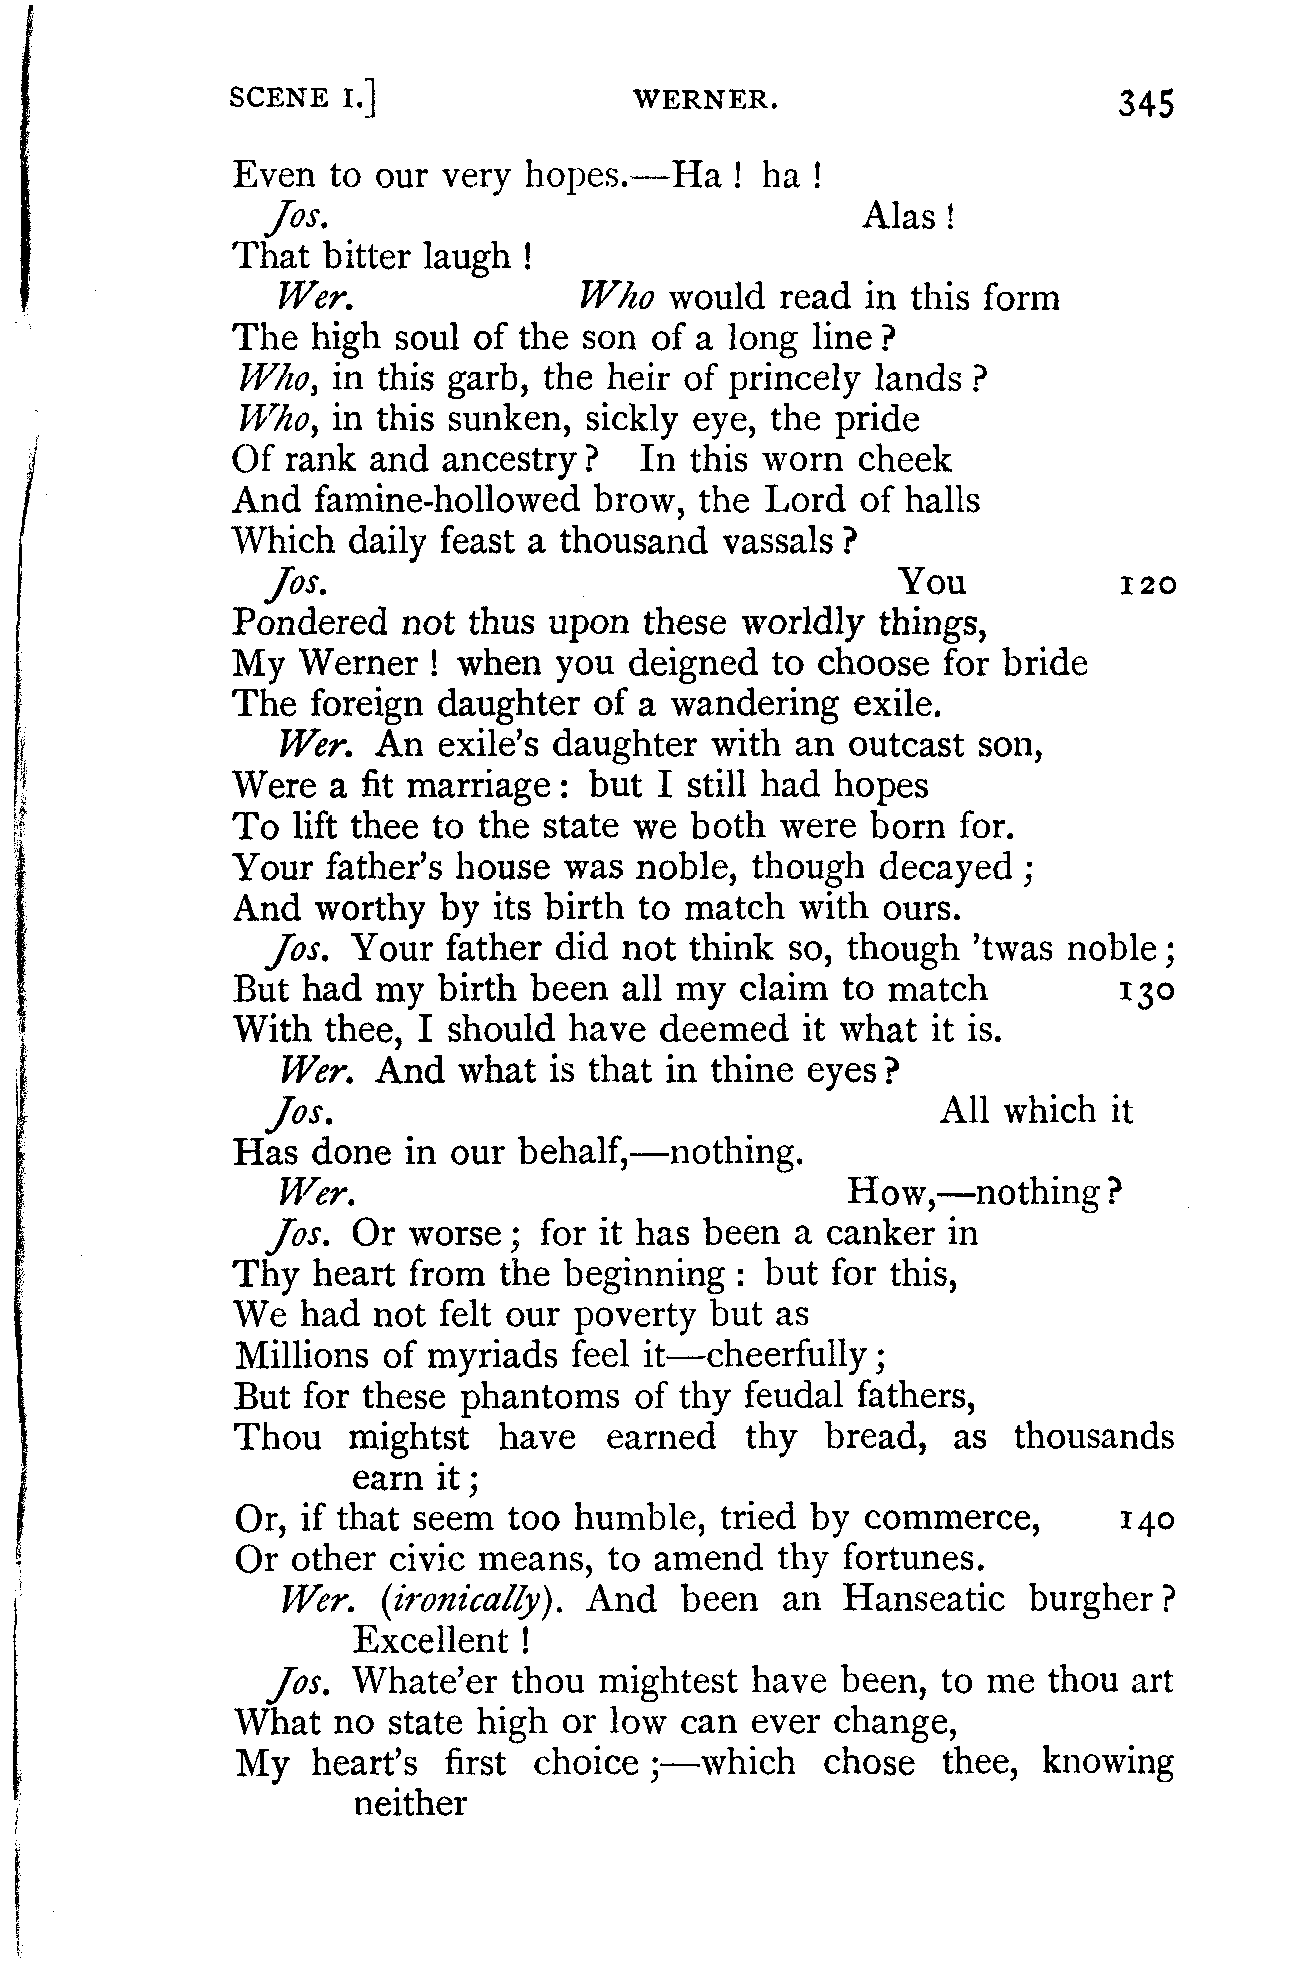 SCENE I.] WERNER. 345
Even to our very hopes.—Ha! ha!
Jos. Alas!
That bitter laugh!
Wer. Who would read in this form
The high soul of the son of a long line?
Who, in this garb, the heir of princely lands?
Who, in this sunken, sickly eye, the pride
Of rank and ancestry? In this worn cheek
And famine-hollowed brow, the Lord of halls
Which daily feast a thousand vassals?
Jos. You 120
Pondered not thus upon these worldly things,
My Werner! when you deigned to choose for bride
The foreign daughter of a wandering exile.
Wer. An exile's daughter with an outcast son,
Were a fit marriage: but I still had hopes
To lift thee to the state we both were born for.
Your father's house was noble, though decayed;
And worthy by its birth to match with ours.
Jos. Your father did not think so, though 'twas noble;
But had my birth been all my claim to match 130
With thee, I should have deemed it what it is.
Wer. And what is that in thine eyes?
Jos. All which it
Has done in our behalf,—nothing.
Wer. How,—nothing?
Jos. Or worse; for it has been a canker in
Thy heart from the beginning: but for this,
We had not felt our poverty but as
Millions of myriads feel it—cheerfully;
But for these phantoms of thy feudal fathers,
Thou mightst have earned thy bread, as thousands
earn it;
Or, if that seem too humble, tried by commerce, 140
Or other civic means, to amend thy fortunes.
Wer. (ironically). And been an Hanseatic burgher?
Excellent!
Jos. Whate'er thou mightest have been, to me thou art
What no state high or low can ever change,
My heart's first choice;—which chose thee, knowing
neither